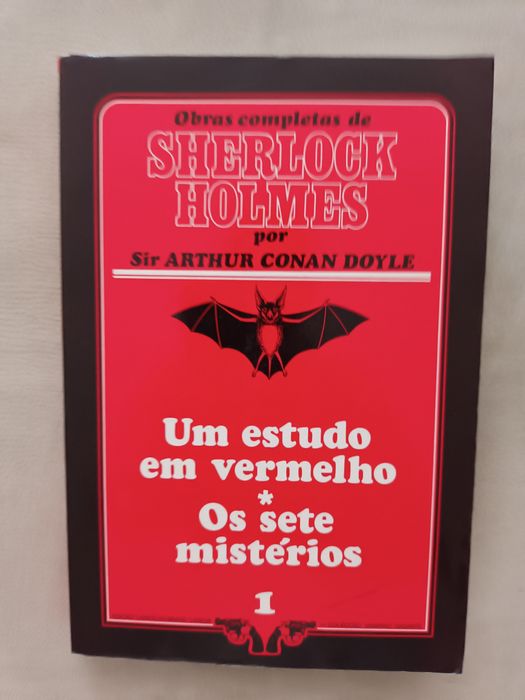 Obras completas de
SHERLOCK
HOLMES
por
Sir ARTHUR CONAN DOYLE
Um estudo
em vermelho
*
Os sete
mistérios
1